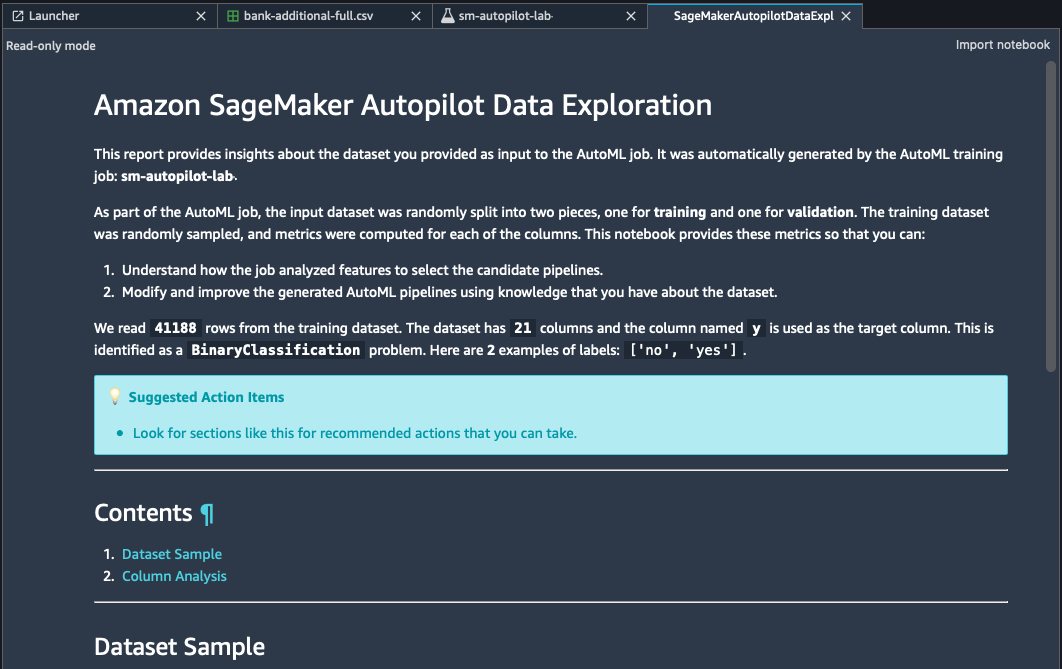 Launcher
bank-additional-full.csv
sm-autopilot-lab-
SageMakerAutopilotDataExpl
Read-only mode
Import notebook
Amazon SageMaker Autopilot Data Exploration
This report provides insights about the dataset you provided as input to the AutoML job. It was automatically generated by the AutoML training
job: sm-autopilot-lab-
As part of the AutoML job, the input dataset was randomly split into two pieces, one for training and one for validation. The training dataset
was randomly sampled, and metrics were computed for each of the columns. This notebook provides these metrics so that you can:
1. Understand how the job analyzed features to select the candidate pipelines.
2. Modify and improve the generated AutoML pipelines using knowledge that you have about the dataset.
We read 41188 rows from the training dataset. The dataset has 21 columns and the column named y is used as the target column. This is
identified as a BinaryClassification problem. Here are 2 examples of labels: ['no', 'yes'].
💡 Suggested Action Items
• Look for sections like this for recommended actions that you can take.
Contents ¶
1. Dataset Sample
2. Column Analysis
Dataset Sample